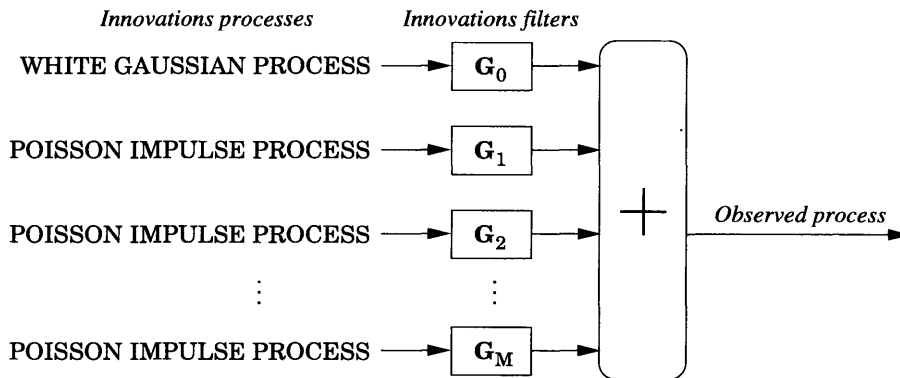 Innovations processes Innovations filters
WHITE GAUSSIAN PROCESS G0
POISSON IMPULSE PROCESS G1
+
Observed process
POISSON IMPULSE PROCESS G2
⋮ ⋮
POISSON IMPULSE PROCESS GM